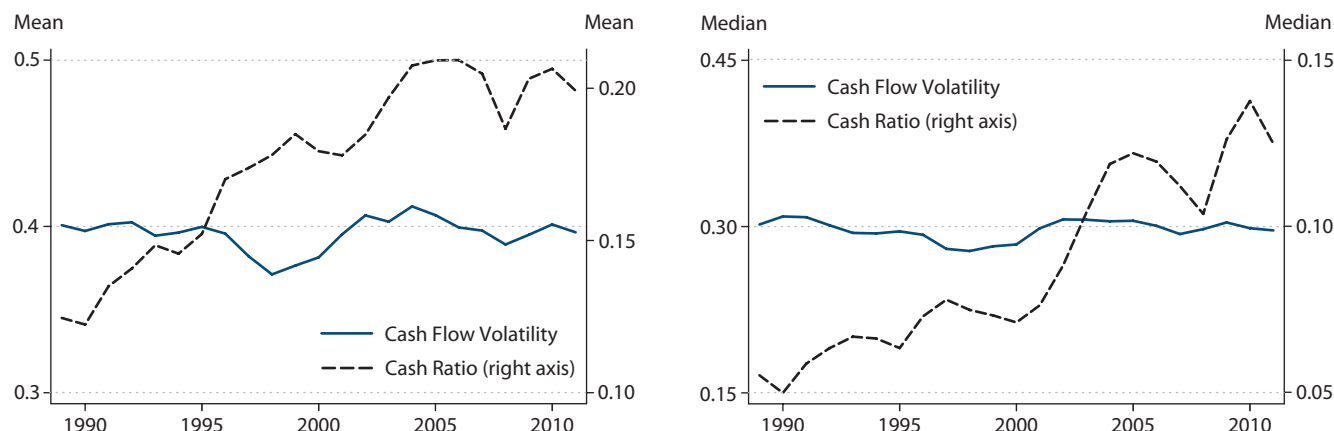 Mean
Mean
0.5
0.4
0.3
0.20
0.15
0.10
Cash Flow Volatility
Cash Ratio (right axis)
1990 1995 2000 2005 2010
Median
Median
0.45
0.30
0.15
0.15
0.10
0.05
Cash Flow Volatility
Cash Ratio (right axis)
1990 1995 2000 2005 2010